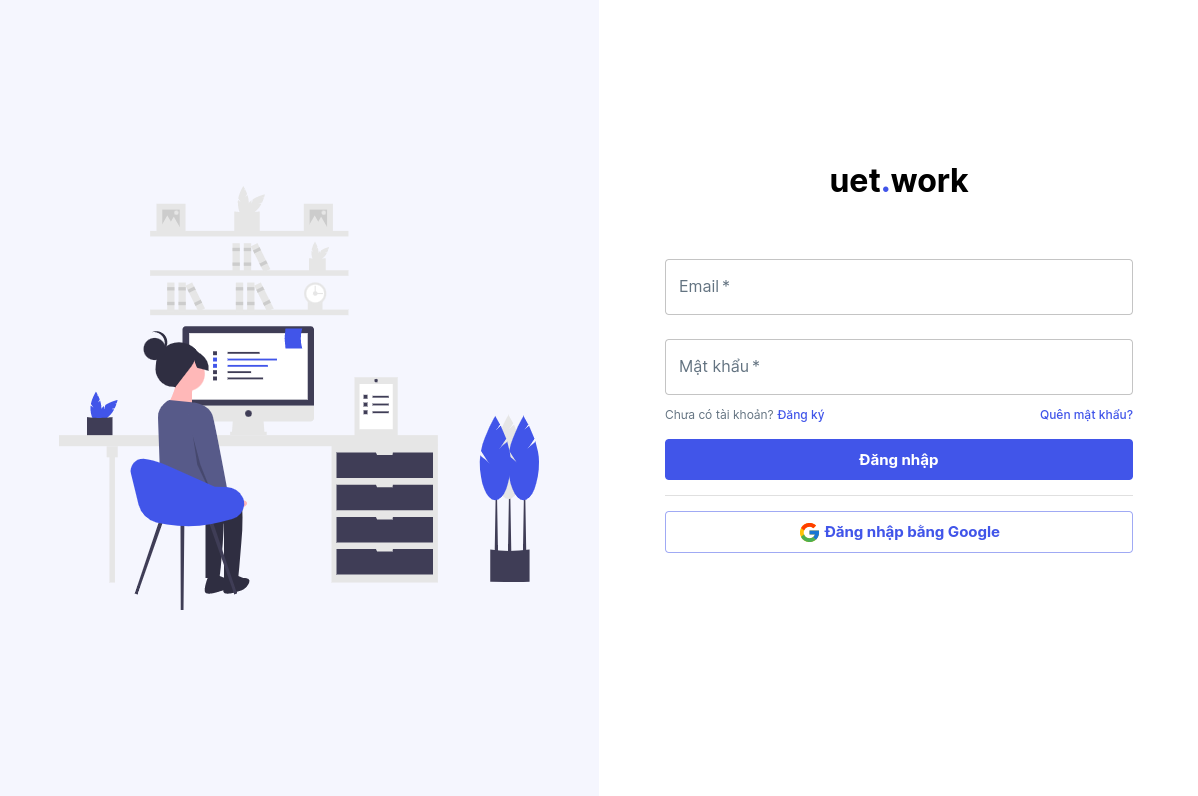 uet.work
Email *
Mật khẩu *
Chưa có tài khoản? Đăng ký
Quên mật khẩu?
Đăng nhập
Đăng nhập bằng Google